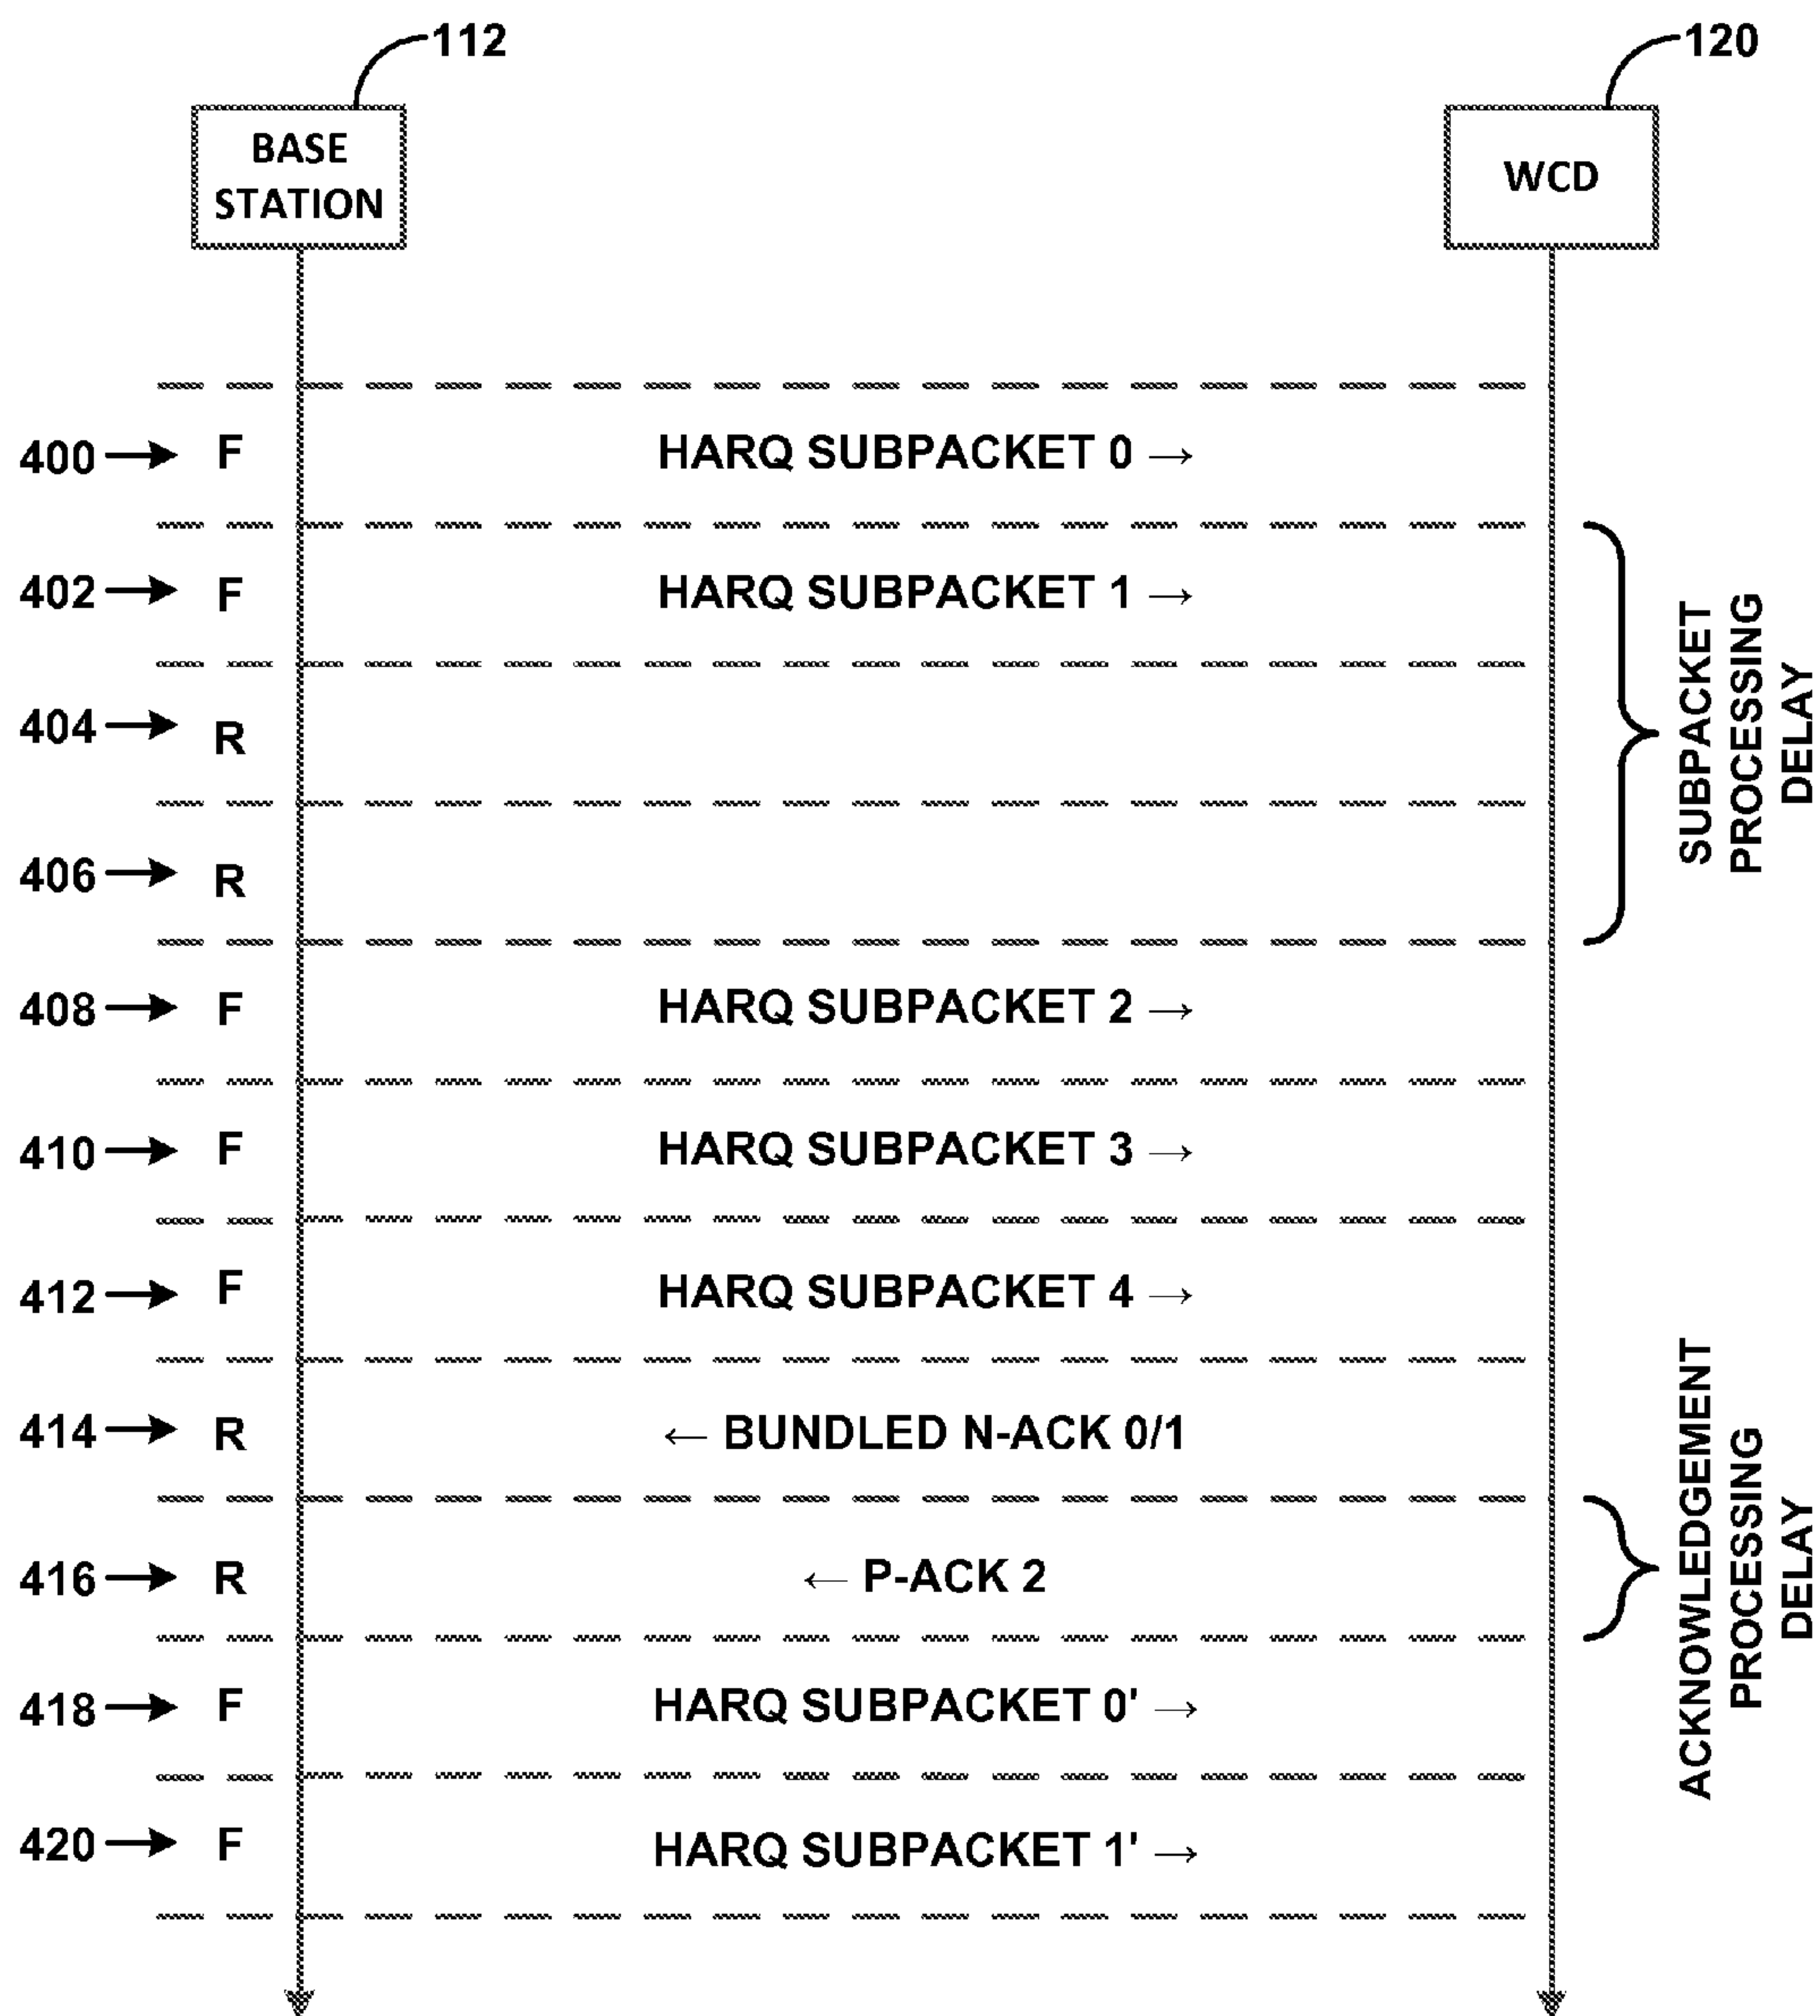 112
120
BASE
STATION
WCD
400 → F HARQ SUBPACKET 0 →
402 → F HARQ SUBPACKET 1 →
404 → R
406 → R
SUBPACKET
PROCESSING
DELAY
408 → F HARQ SUBPACKET 2 →
410 → F HARQ SUBPACKET 3 →
412 → F HARQ SUBPACKET 4 →
414 → R ← BUNDLED N-ACK 0/1
416 → R ← P-ACK 2
ACKNOWLEDGEMENT
PROCESSING
DELAY
418 → F HARQ SUBPACKET 0' →
420 → F HARQ SUBPACKET 1' →